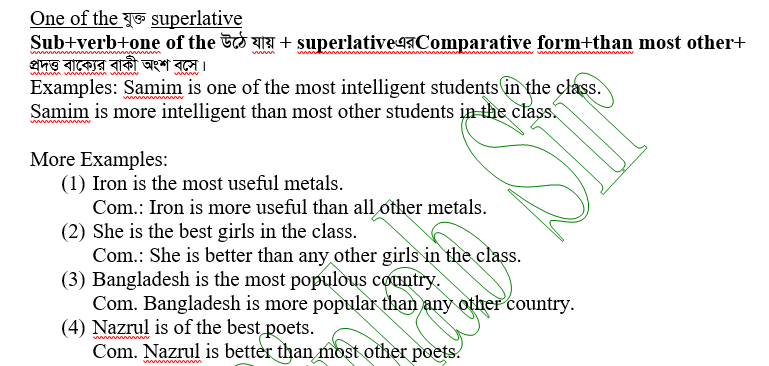 One of the যুক্ত superlative
Sub+verb+one of the উঠে যায় + superlativeএরComparative form+than most other+
প্রদত্ত বাক্যের বাকী অংশ বসে।
Examples: Samim is one of the most intelligent students in the class.
Samim is more intelligent than most other students in the class.
More Examples:
(1) Iron is the most useful metals.
Com.: Iron is more useful than all other metals.
(2) She is the best girls in the class.
Com.: She is better than any other girls in the class.
(3) Bangladesh is the most populous country.
Com. Bangladesh is more popular than any other country.
(4) Nazrul is of the best poets.
Com. Nazrul is better than most other poets.
Sir